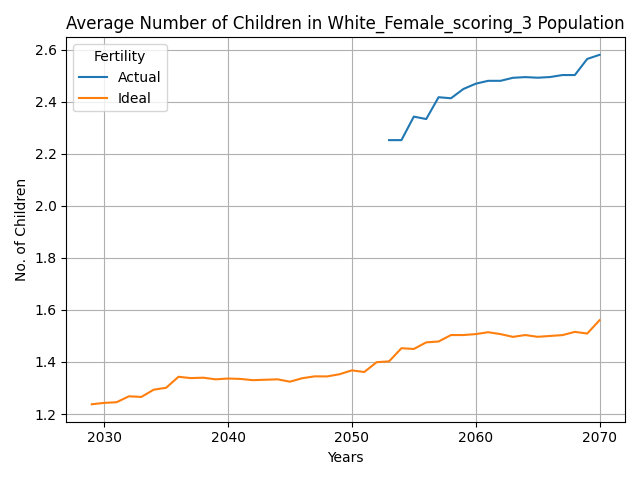 Average Number of Children in White_Female_scoring_3 Population
Fertility
Actual
Ideal
No. of Children
2.6
2.4
2.2
2.0
1.8
1.6
1.4
1.2
2030 2040 2050 2060 2070
Years